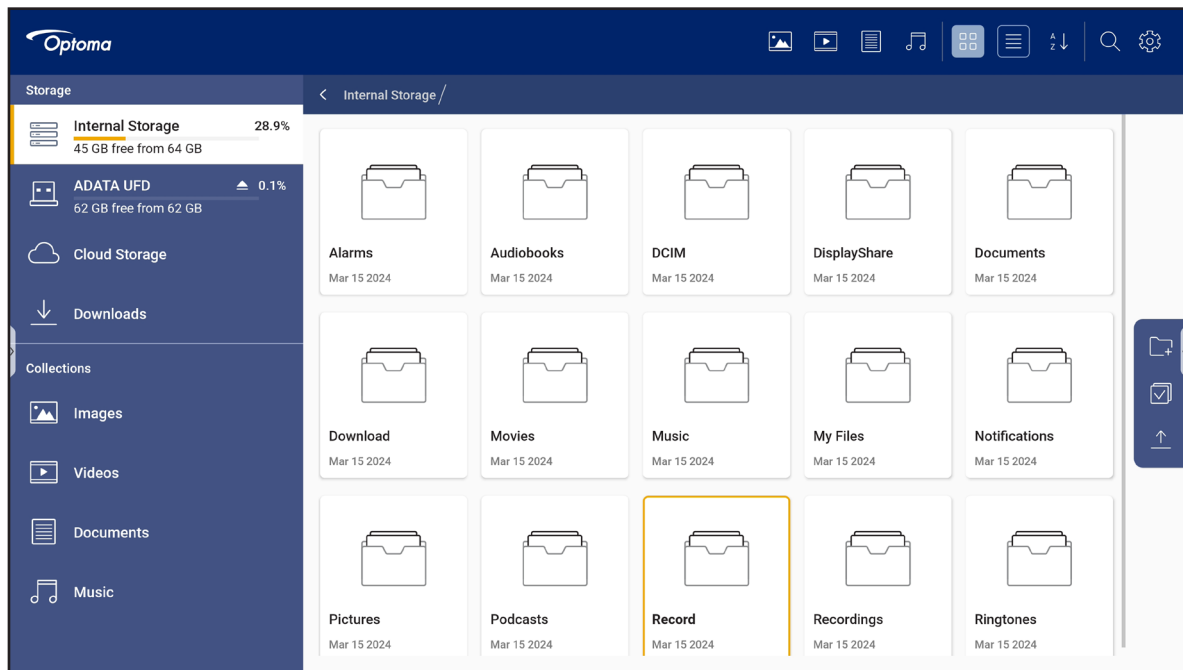 Optoma
A
Z
Storage
Internal Storage /
Internal Storage 28.9%
45 GB free from 64 GB
ADATA UFD 0.1%
62 GB free from 62 GB
Cloud Storage
Downloads
Collections
Images
Videos
Documents
Music
Alarms Audiobooks DCIM DisplayShare Documents
Mar 15 2024 Mar 15 2024 Mar 15 2024 Mar 15 2024 Mar 15 2024
Download Movies Music My Files Notifications
Mar 15 2024 Mar 15 2024 Mar 15 2024 Mar 15 2024 Mar 15 2024
Pictures Podcasts Record Recordings Ringtones
Mar 15 2024 Mar 15 2024 Mar 15 2024 Mar 15 2024 Mar 15 2024